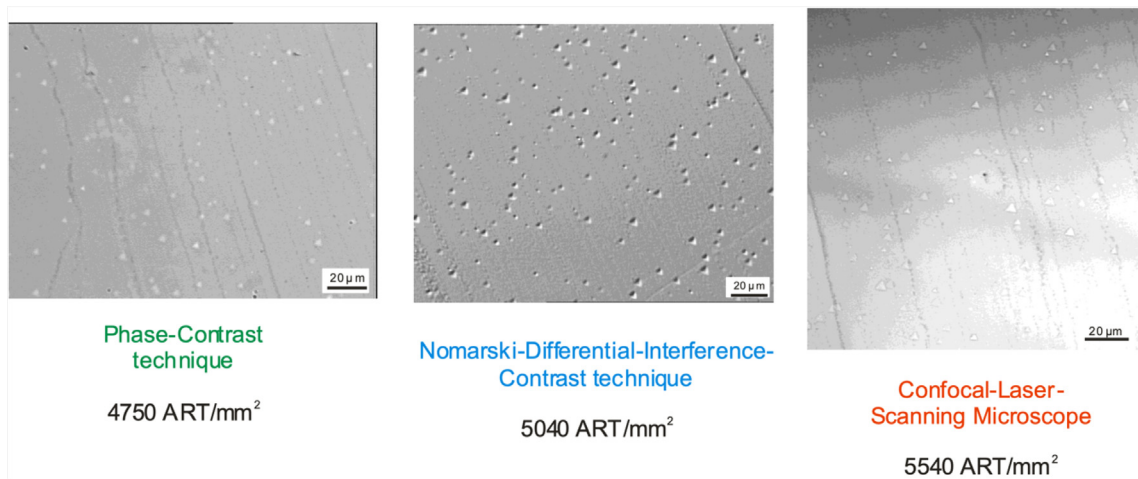 20 µm
Phase-Contrast
technique
4750 ART/mm²
20 µm
Nomarski-Differential-Interference-
Contrast technique
5040 ART/mm²
20 µm
Confocal-Laser-
Scanning Microscope
5540 ART/mm²